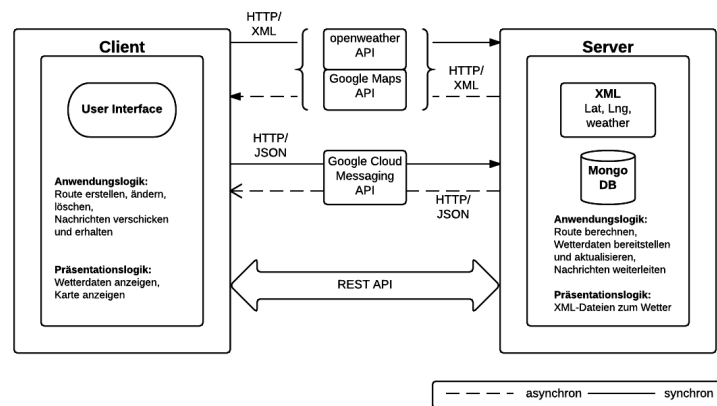 Client
User Interface
Anwendungslogik:
Route erstellen, ändern,
löschen,
Nachrichten verschicken
und erhalten
Präsentationslogik:
Wetterdaten anzeigen,
Karte anzeigen
HTTP/
XML
openweather
API
Google Maps
API
HTTP/
XML
HTTP/
JSON
Google Cloud
Messaging
API
HTTP/
JSON
REST API
Server
XML
Lat, Lng,
weather
Mongo
DB
Anwendungslogik:
Route berechnen,
Wetterdaten bereitstellen
und aktualisieren,
Nachrichten weiterleiten
Präsentationslogik:
XML-Dateien zum Wetter
asynchron
synchron